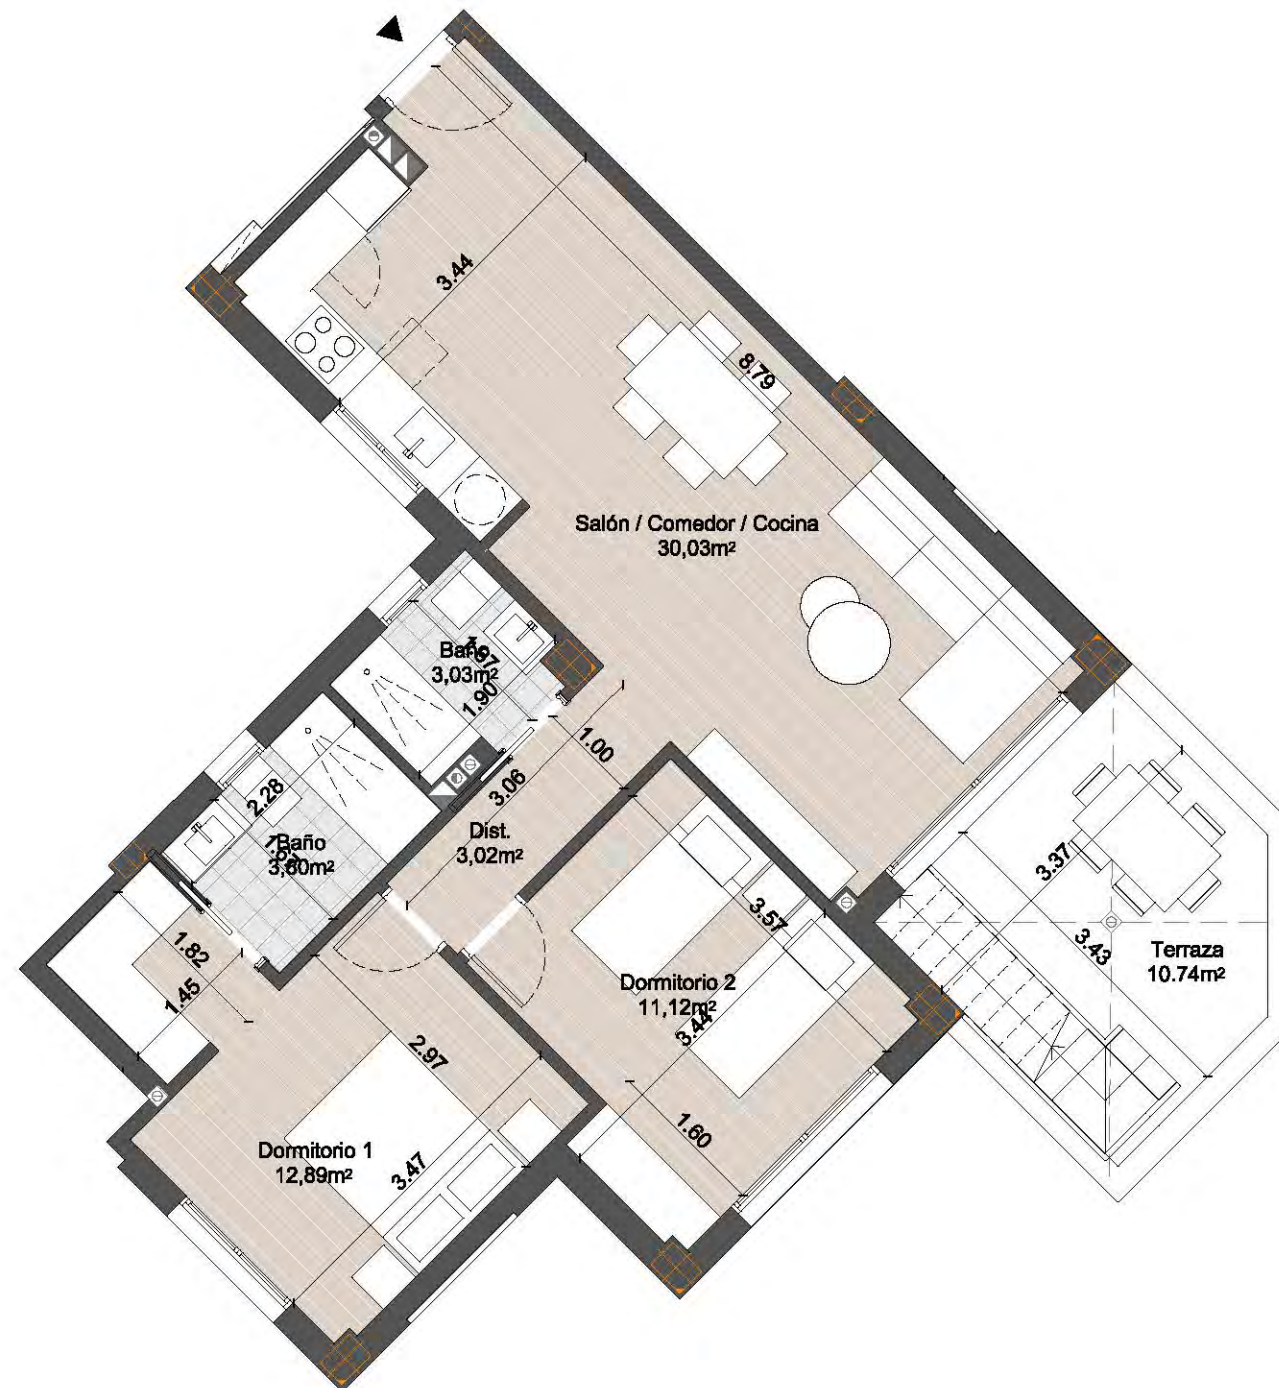 3.44
8.79
Salón / Comedor / Cocina
30,03m²
Baño
3,03m²
1.90
1.00
3.06
2.28
Baño
3,60m²
Dist.
3,02m²
3.37
3.43
Terraza
10.74m²
3.57
Dormitorio 2
11,12m²
3.44
1.82
1.45
2.97
1.60
Dormitorio 1
12,89m²
3.47